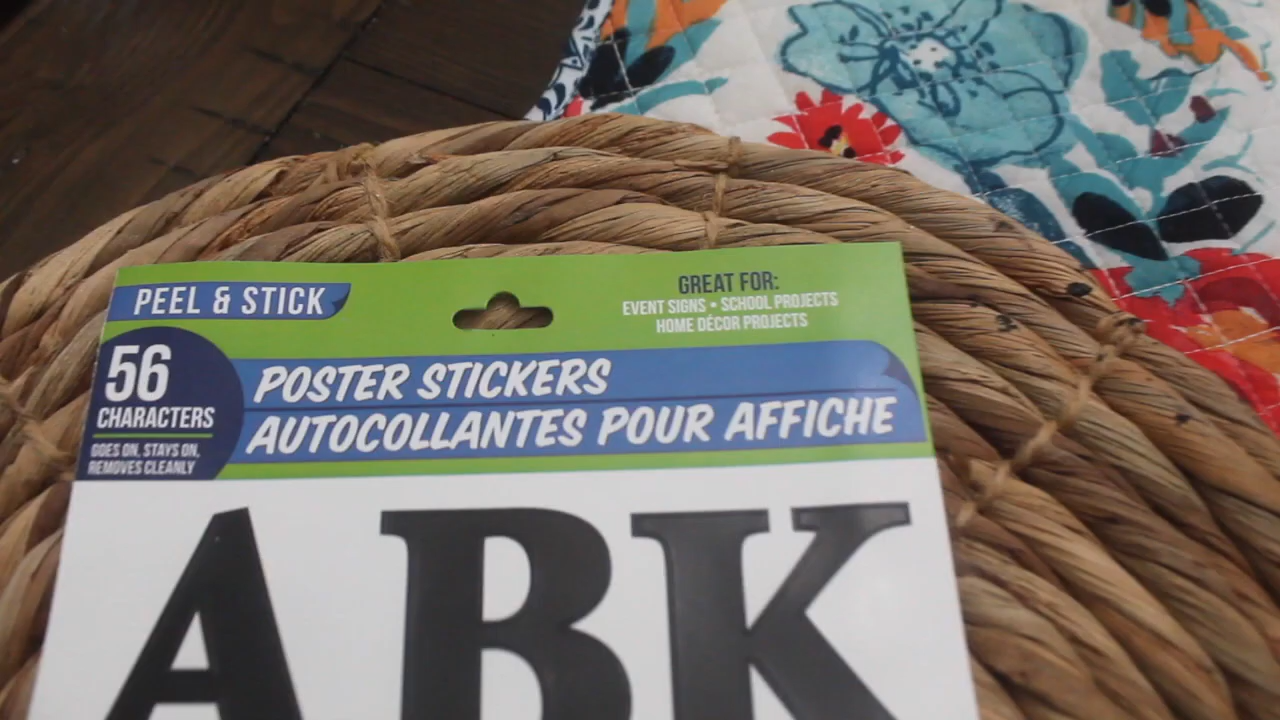 PEEL & STICK
GREAT FOR:
EVENT SIGNS • SCHOOL PROJECTS
HOME DÉCOR PROJECTS
56
CHARACTERS
GOES ON, STAYS ON,
REMOVES CLEANLY
POSTER STICKERS
AUTOCOLLANTES POUR AFFICHE
A B K